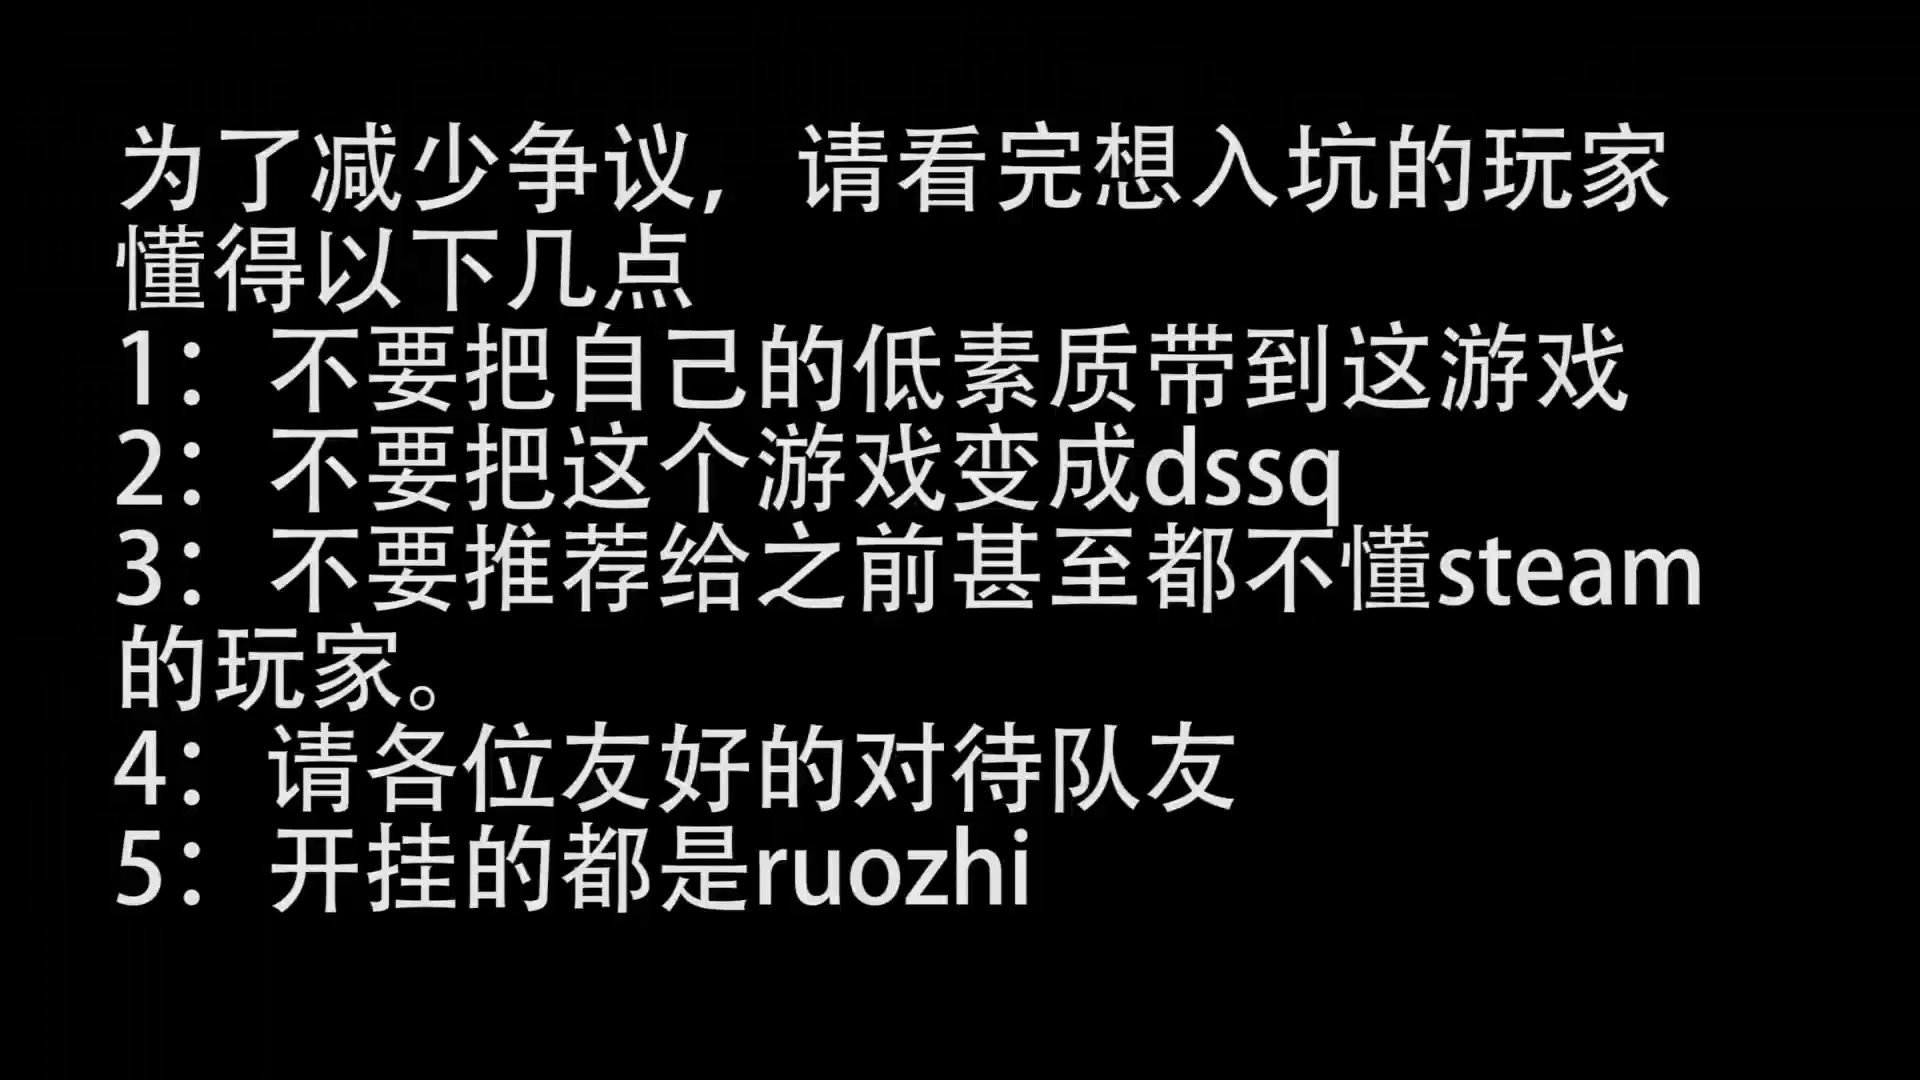 为了减少争议，请看完想入坑的玩家
懂得以下几点
1：不要把自己的低素质带到这游戏
2：不要把这个游戏变成dssq
3：不要推荐给之前甚至都不懂steam
的玩家。
4：请各位友好的对待队友
5：开挂的都是ruozhi